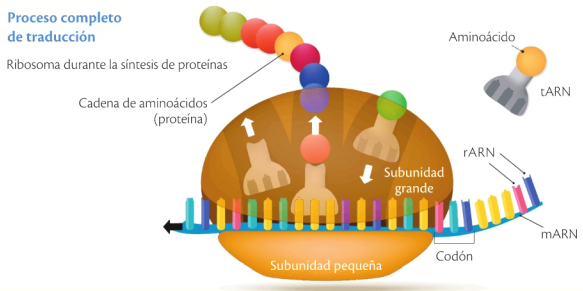 Proceso completo
de traducción
Ribosoma durante la síntesis de proteínas
Cadena de aminoácidos
(proteína)
Aminoácido
tARN
rARN
Subunidad
grande
mARN
Codón
Subunidad pequeña